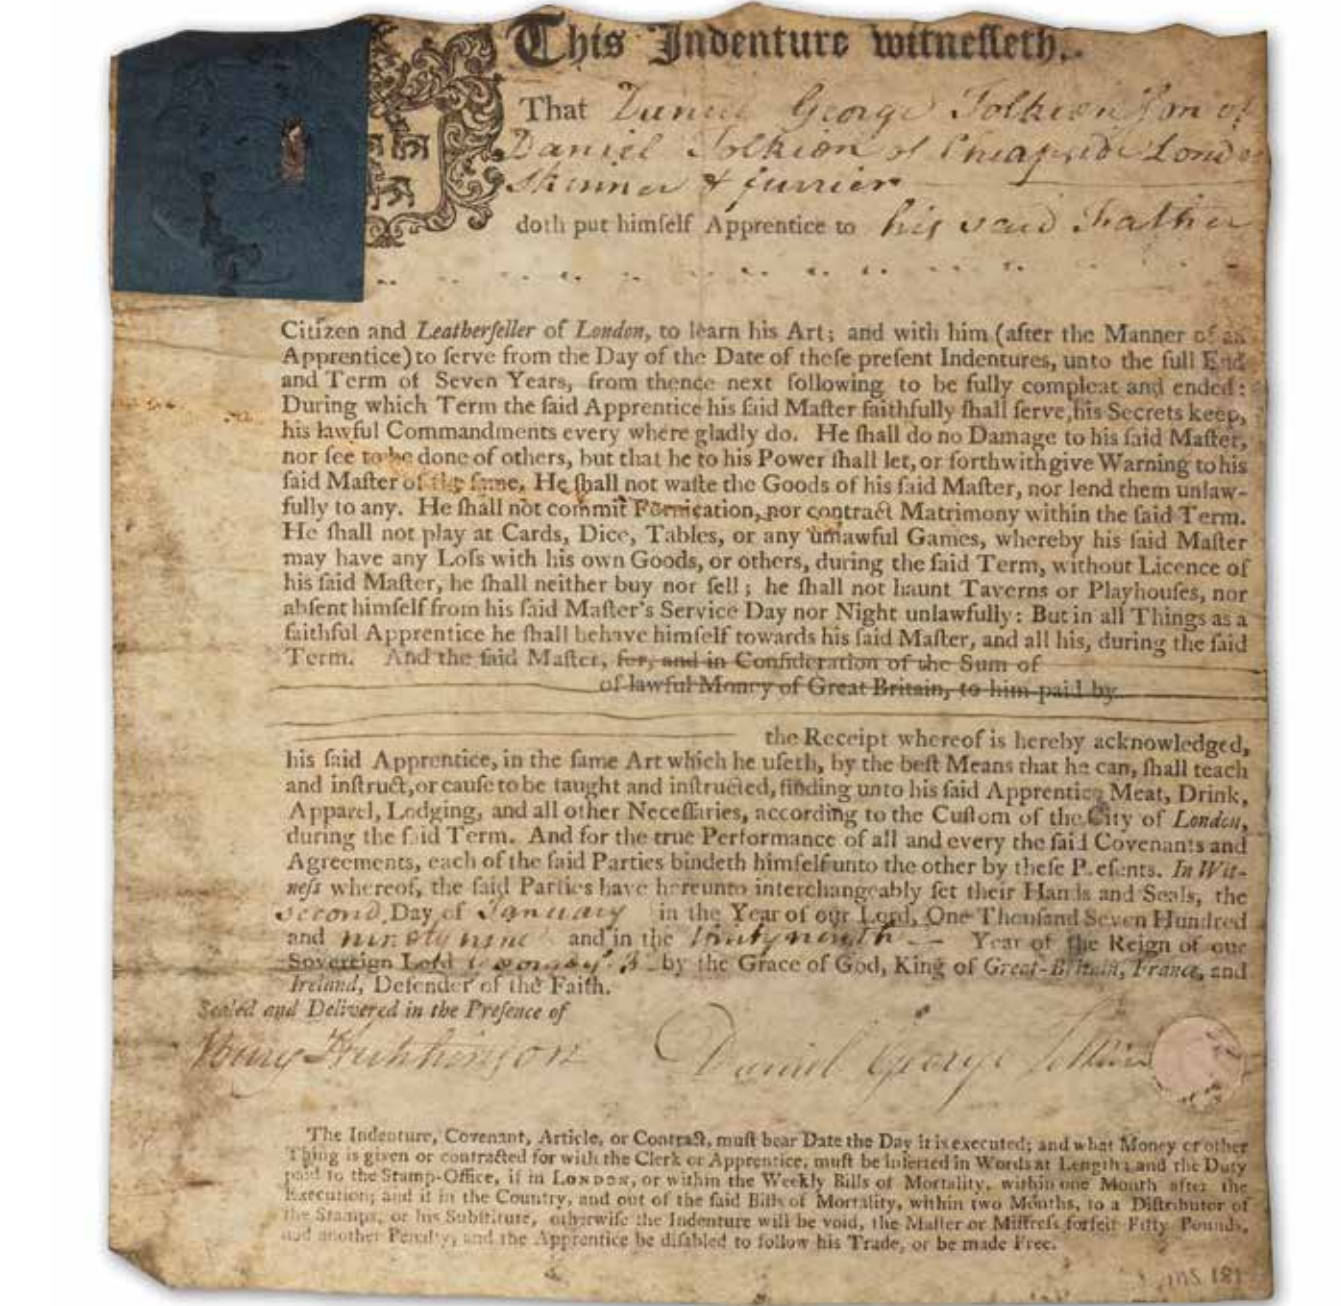 This Indenture witnesseth,
That Daniel George Tolkien Son of
Daniel Tolkien of Cheapside London
Skinner & furrier
doth put himſelf Apprentice to his said Father
Citizen and Leatherſeller of London, to learn his Art; and with him (after the Manner of an
Apprentice) to ſerve from the Day of the Date of theſe preſent Indentures, unto the full End
and Term of Seven Years, from thence next following to be fully compleat and ended:
During which Term the ſaid Apprentice his ſaid Maſter faithfully ſhall ſerve, his Secrets keep,
his lawful Commandments every where gladly do. He ſhall do no Damage to his ſaid Maſter,
nor ſee to be done of others, but that he to his Power ſhall let, or forthwith give Warning to his
ſaid Maſter of the ſame. He ſhall not waſte the Goods of his ſaid Maſter, nor lend them unlaw-
fully to any. He ſhall not commit Fornication, nor contract Matrimony within the ſaid Term.
He ſhall not play at Cards, Dice, Tables, or any unlawful Games, whereby his ſaid Maſter
may have any Loſs with his own Goods, or others, during the ſaid Term, without Licence of
his ſaid Maſter, he ſhall neither buy nor ſell; he ſhall not haunt Taverns or Playhouſes, nor
abſent himſelf from his ſaid Maſter's Service Day nor Night unlawfully: But in all Things as a
faithful Apprentice he ſhall behave himſelf towards his ſaid Maſter, and all his, during the ſaid
Term. And the ſaid Maſter, for, and in Conſideration of the Sum of
of lawful Money of Great Britain, to him paid by
the Receipt whereof is hereby acknowledged,
his ſaid Apprentice, in the ſame Art which he uſeth, by the beſt Means that he can, ſhall teach
and inſtruct, or cauſe to be taught and inſtructed, finding unto his ſaid Apprentice Meat, Drink,
Apparel, Lodging, and all other Neceſſaries, according to the Cuſtom of the City of London,
during the ſaid Term. And for the true Performance of all and every the ſaid Covenants and
Agreements, each of the ſaid Parties bindeth himſelf unto the other by theſe Preſents. In Wit-
neſs whereof, the ſaid Parties have hereunto interchangeably ſet their Hands and Seals, the
second Day of January in the Year of our Lord, One Thouſand Seven Hundred
and ninety nine and in the thirty ninth Year of the Reign of our
Sovereign Lord George 3 by the Grace of God, King of Great-Britain, France, and
Ireland, Defender of the Faith.
Sealed and Delivered in the Preſence of
Hutchinson Daniel George Tolkien
The Indenture, Covenant, Article, or Contract, muſt bear Date the Day it is executed; and what Money or other
Thing is given or contracted for with the Clerk or Apprentice, muſt be inſerted in Words at Length; and the Duty
paid to the Stamp-Office, if in LONDON, or within the Weekly Bills of Mortality, within one Month after the
Execution; and if in the Country, and out of the ſaid Bills of Mortality, within two Months, to a Diſtributor of
the Stamps, or his Subſtitute, otherwiſe the Indenture will be void, the Maſter or Miſtreſs forfeit Fifty Pounds,
and another Penalty, and the Apprentice be diſabled to follow his Trade, or be made Free.